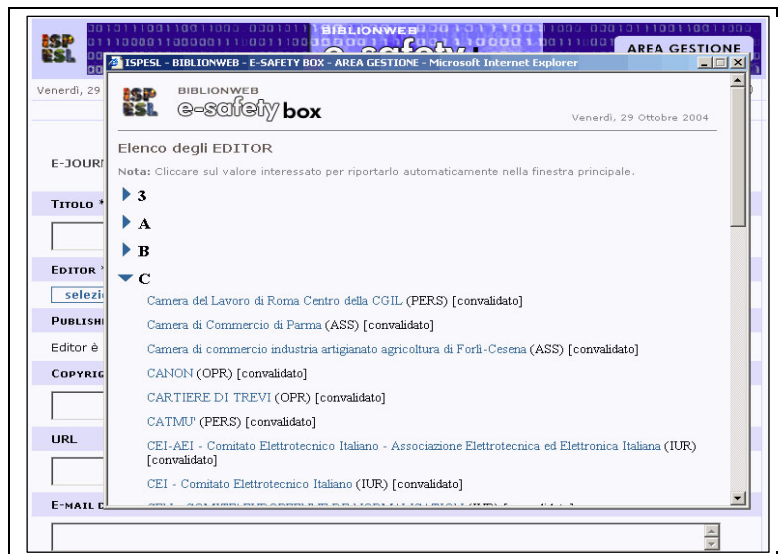 BIBLIONWEB
ISP
ESL
AREA GESTIONE
ISPESL - BIBLIONWEB - E-SAFETY BOX - AREA GESTIONE - Microsoft Internet Explorer
Venerdì, 29
ISP
ESL
BIBLIONWEB
e-safety box
Venerdì, 29 Ottobre 2004
Elenco degli EDITOR
Nota: Cliccare sul valore interessato per riportarlo automaticamente nella finestra principale.
E-JOUR
3
TITOLO *
A
B
EDITOR *
C
selezi
Camera del Lavoro di Roma Centro della CGIL (PERS) [convalidato]
PUBLISH
Camera di Commercio di Parma (ASS) [convalidato]
Editor è
Camera di commercio industria artigianato agricoltura di Forlì-Cesena (ASS) [convalidato]
COPYRIG
CANON (OPR) [convalidato]
CARTIERE DI TREVI (OPR) [convalidato]
CATMU' (PERS) [convalidato]
URL
CEI-AEI - Comitato Elettrotecnico Italiano - Associazione Elettrotecnica ed Elettronica Italiana (IUR)
[convalidato]
CEI - Comitato Elettrotecnico Italiano (IUR) [convalidato]
E-MAIL D